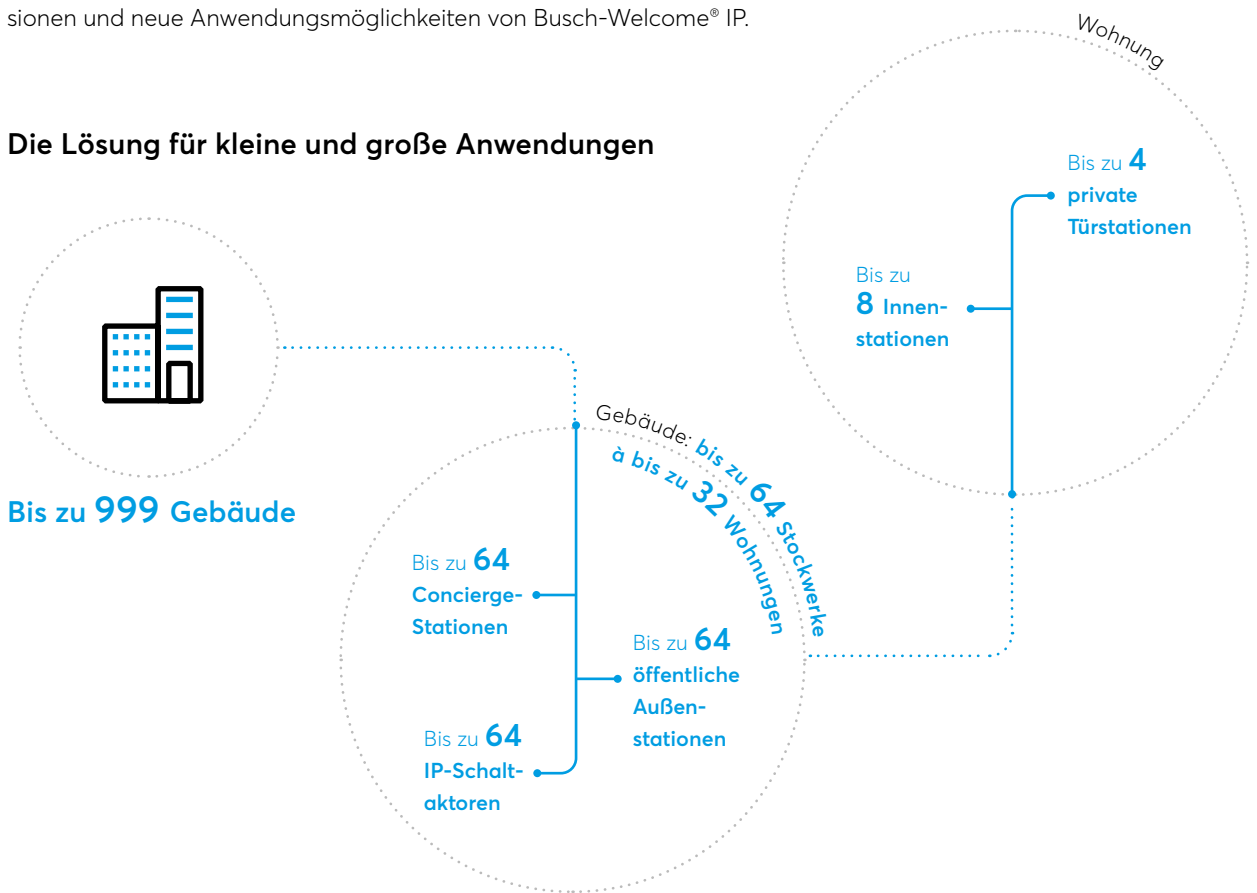 sionen und neue Anwendungsmöglichkeiten von Busch-Welcome® IP.
Die Lösung für kleine und große Anwendungen
Bis zu 999 Gebäude
Gebäude: bis zu 64 Stockwerke
à bis zu 32 Wohnungen
Bis zu 64
Concierge-
Stationen
Bis zu 64
öffentliche
Außen-
stationen
Bis zu 64
IP-Schalt-
aktoren
Wohnung
Bis zu 4
private
Türstationen
Bis zu
8 Innen-
stationen